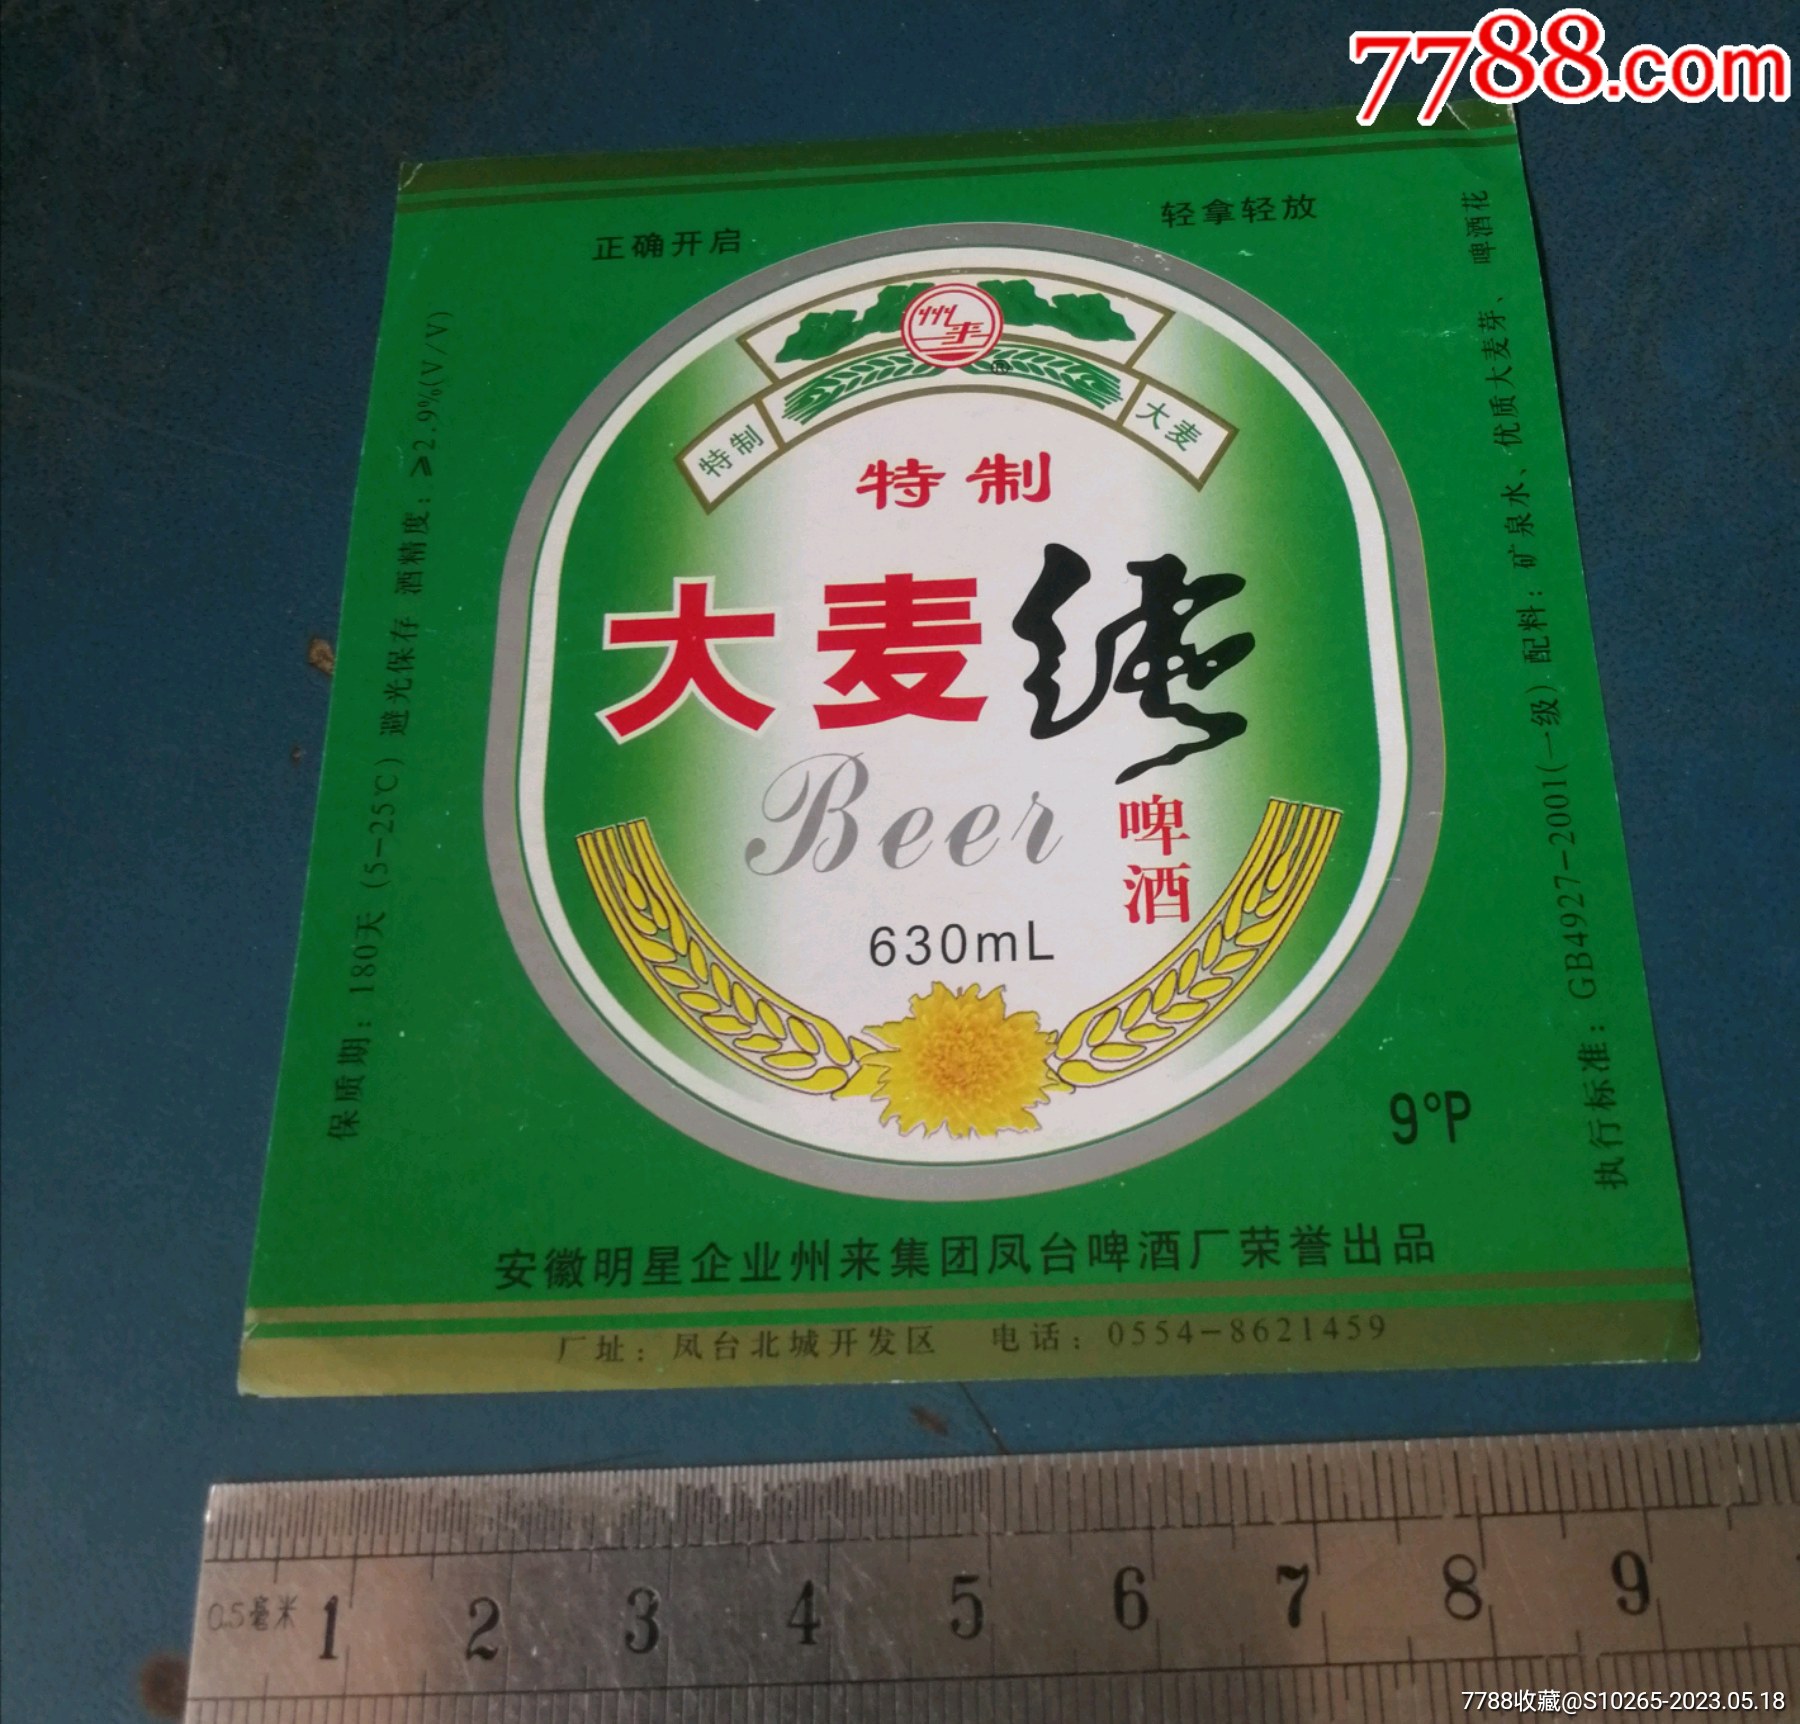 7788.com
正确开启
轻拿轻放
州来
®
特制
大麦
特制
大麦纯
Beer
啤酒
630mL
9°P
保质期：180天（5-25℃）避光保存 酒精度：≥2.9%(V/V)
执行标准：GB4927-2001(一级) 配料：矿泉水、优质大麦芽、啤酒花
安徽明星企业州来集团凤台啤酒厂荣誉出品
厂址：凤台北城开发区 电话：0554-8621459
0.5毫米 1 2 3 4 5 6 7 8 9
7788收藏@S10265-2023.05.18